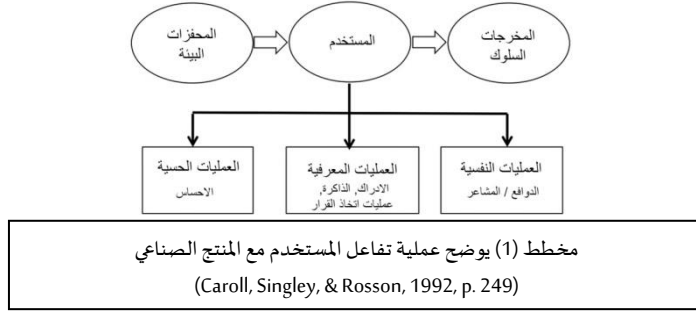 المحفزات
البيئة
المستخدم
المخرجات
السلوك
العمليات الحسية
الاحساس
العمليات المعرفية
الادراك, الذاكرة,
عمليات اتخاذ القرار
العمليات النفسية
الدوافع / المشاعر
مخطط (1) يوضح عملية تفاعل المستخدم مع المنتج الصناعي
(Caroll, Singley, & Rosson, 1992, p. 249)